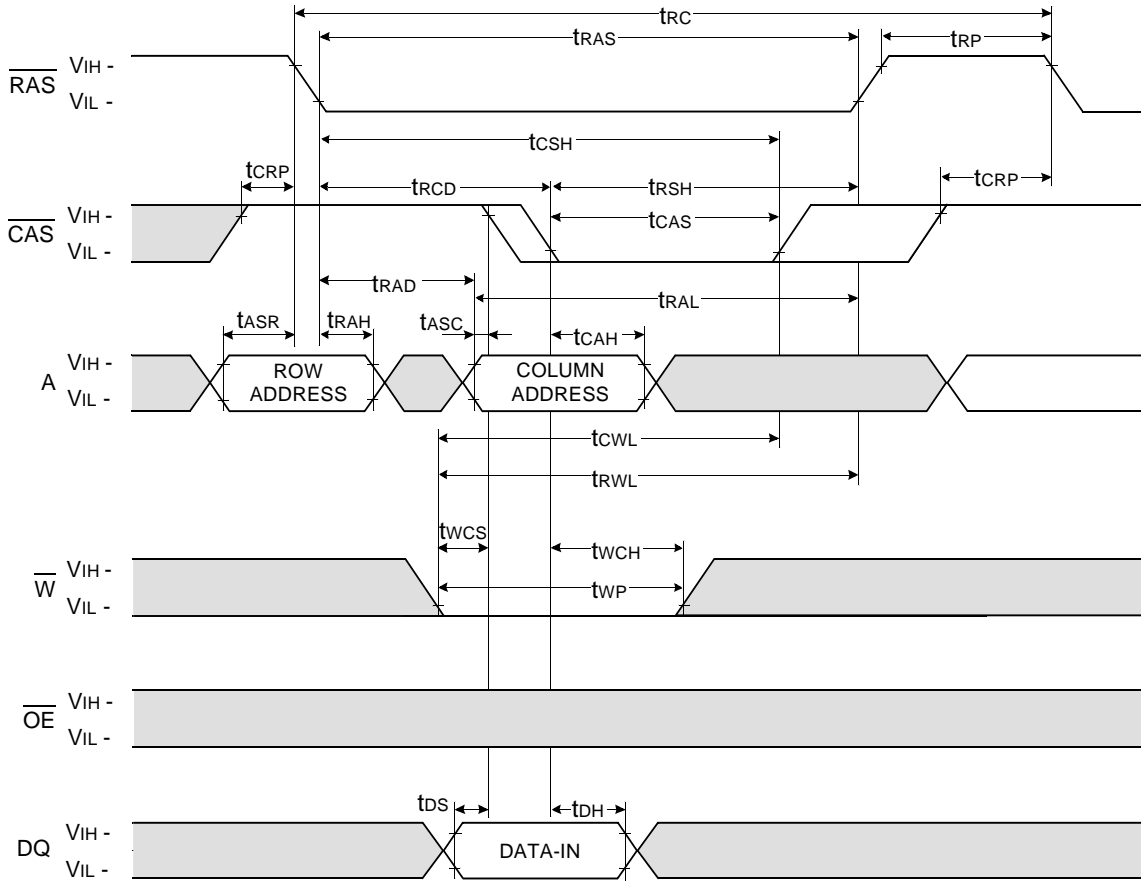 tRC
tRAS
tRP
RAS
VIH -
VIL -
tCSH
tCRP
tRCD
tRSH
tCRP
CAS
VIH -
VIL -
tCAS
tRAD
tRAL
tASR
tRAH
tASC
tCAH
A
VIH -
VIL -
ROW
ADDRESS
COLUMN
ADDRESS
tCWL
tRWL
tWCS
tWCH
W
VIH -
VIL -
tWP
OE
VIH -
VIL -
tDS
tDH
DQ
VIH -
VIL -
DATA-IN